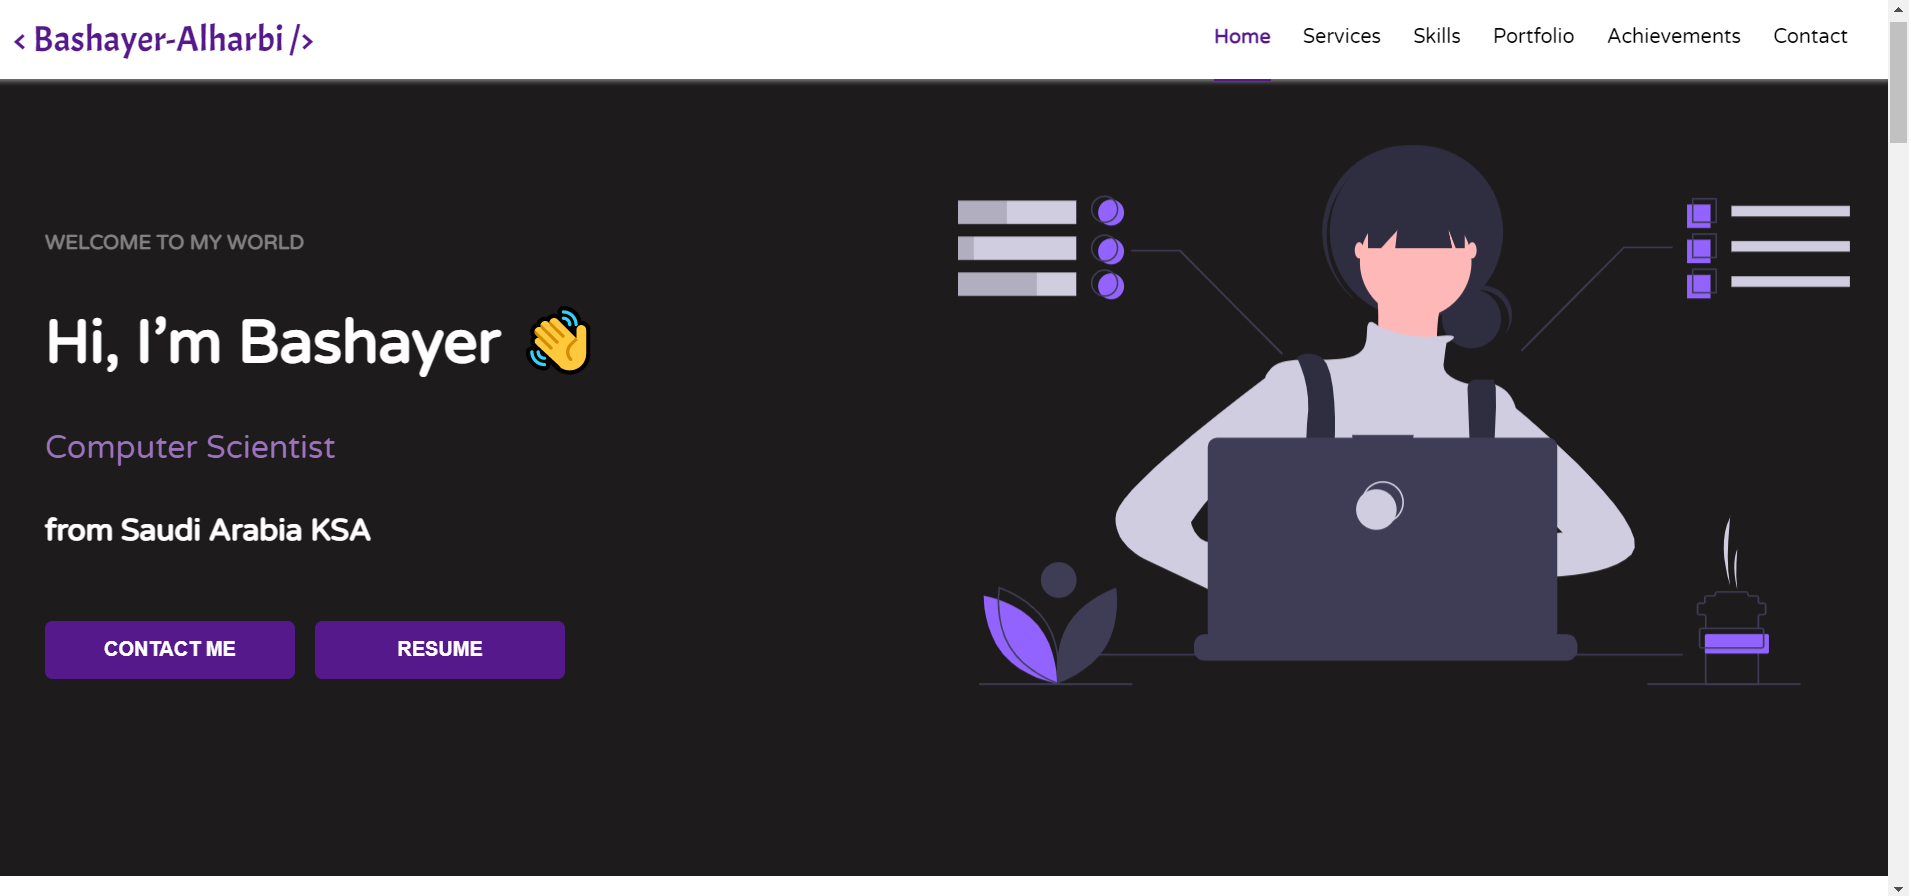 < Bashayer-Alharbi />
Home Services Skills Portfolio Achievements Contact
WELCOME TO MY WORLD
Hi, I’m Bashayer 👋
Computer Scientist
from Saudi Arabia KSA
CONTACT ME
RESUME